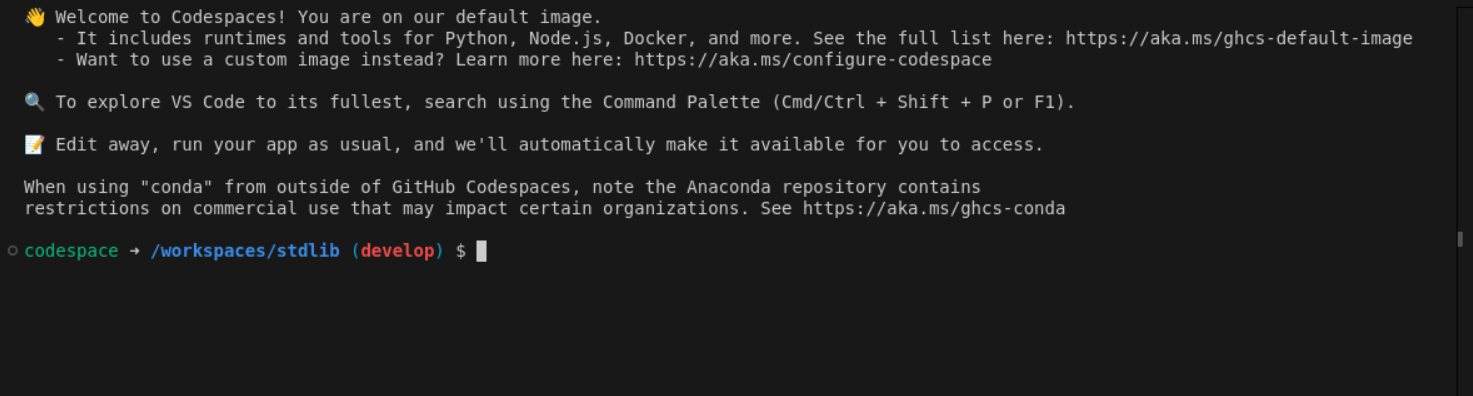 👋 Welcome to Codespaces! You are on our default image.
- It includes runtimes and tools for Python, Node.js, Docker, and more. See the full list here: https://aka.ms/ghcs-default-image
- Want to use a custom image instead? Learn more here: https://aka.ms/configure-codespace
🔍 To explore VS Code to its fullest, search using the Command Palette (Cmd/Ctrl + Shift + P or F1).
📝 Edit away, run your app as usual, and we'll automatically make it available for you to access.
When using "conda" from outside of GitHub Codespaces, note the Anaconda repository contains
restrictions on commercial use that may impact certain organizations. See https://aka.ms/ghcs-conda
codespace → /workspaces/stdlib (develop) $